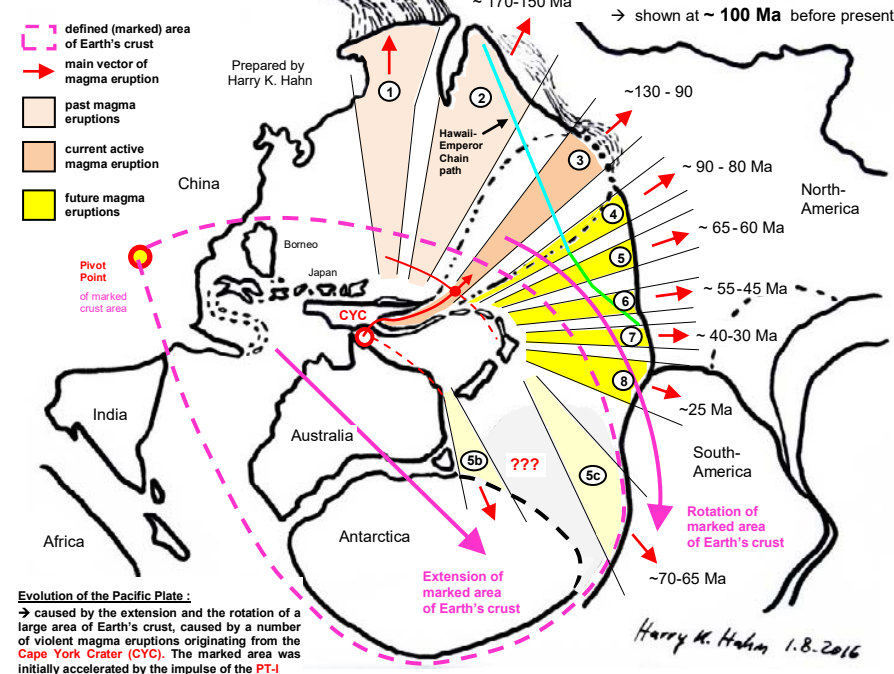 ~ 170-150 Ma
→ shown at ~ 100 Ma before present
defined (marked) area
of Earth's crust
main vector of
magma eruption
past magma
eruptions
current active
magma eruption
future magma
eruptions
Prepared by
Harry K. Hahn
1
2
Hawaii-
Emperor
Chain
path
~130 - 90
3
~ 90 - 80 Ma
4
North-
America
China
~ 65-60 Ma
5
Borneo
Japan
Pivot
Point
of marked
crust area
~ 55-45 Ma
6
CYC
~ 40-30 Ma
7
8
~25 Ma
India
Australia
South-
America
5b
???
5c
Rotation of
marked area
of Earth's crust
Africa
Antarctica
Extension of
marked area
of Earth's crust
~70-65 Ma
Evolution of the Pacific Plate :
→ caused by the extension and the rotation of a
large area of Earth's crust, caused by a number
of violent magma eruptions originating from the
Cape York Crater (CYC). The marked area was
initially accelerated by the impulse of the PT-I
Harry K. Hahn 1.8.2016